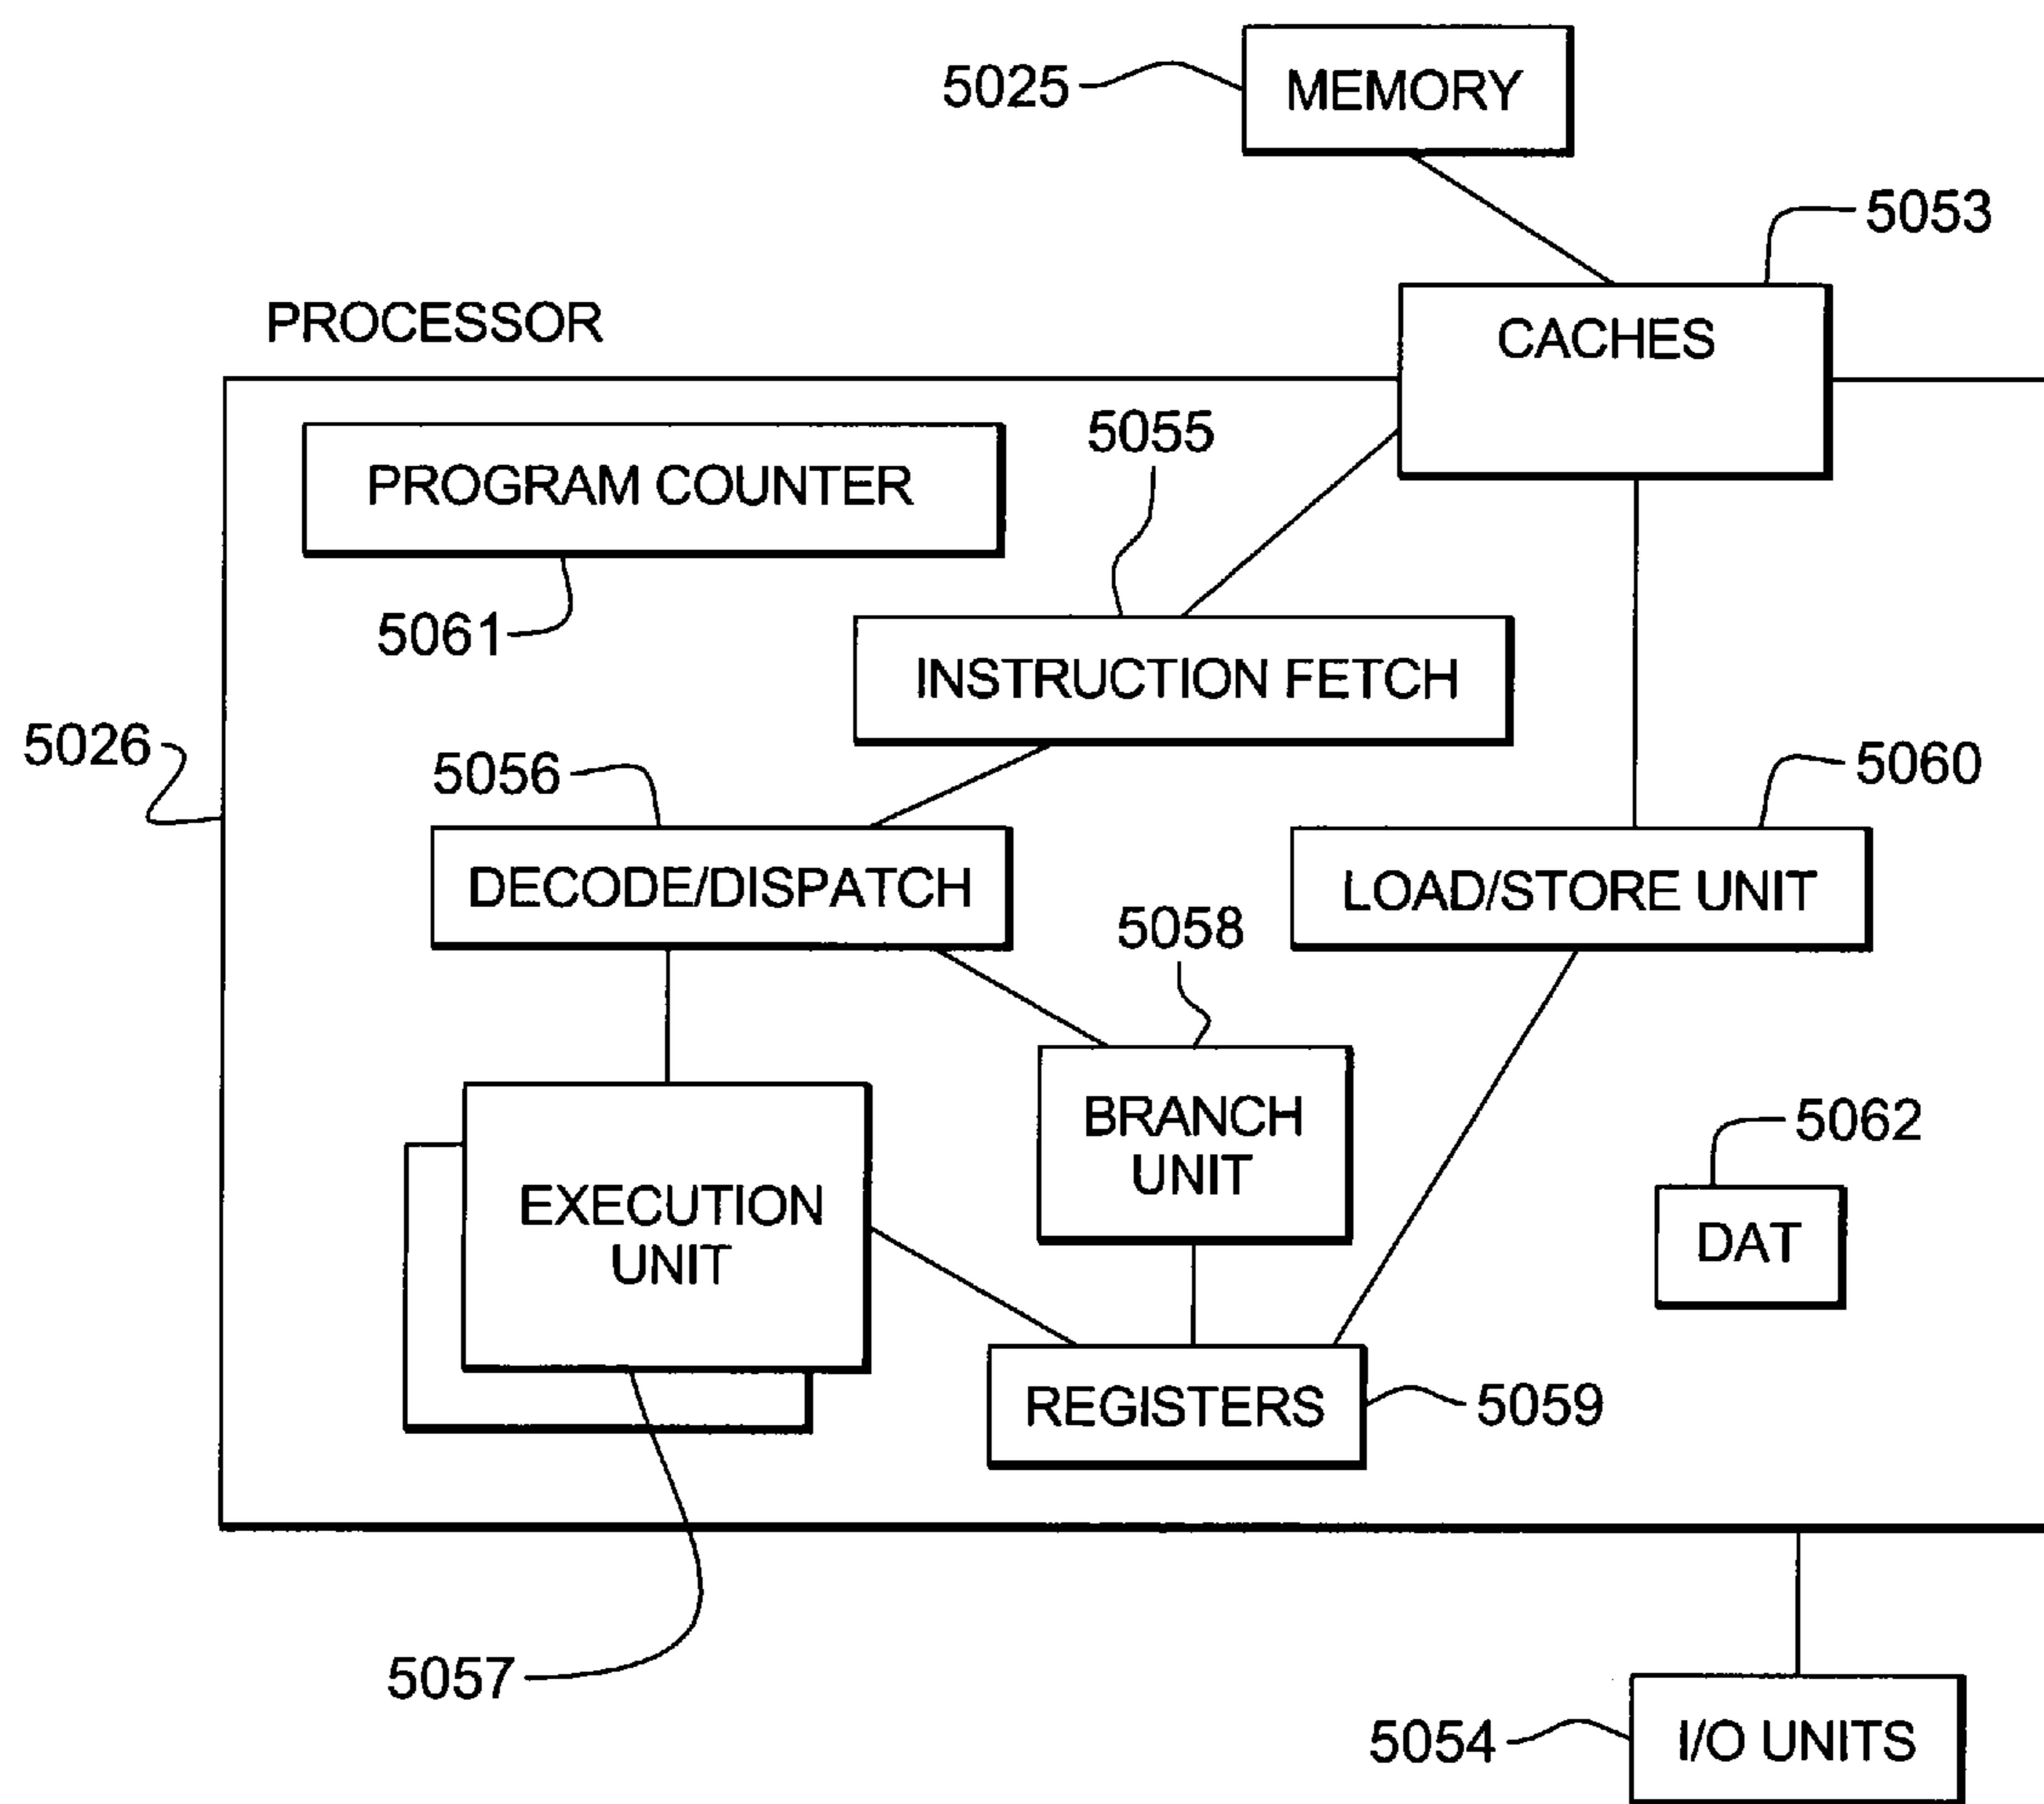 5025
MEMORY
5053
CACHES
PROCESSOR
5055
PROGRAM COUNTER
5061
INSTRUCTION FETCH
5026
5056
5060
DECODE/DISPATCH
LOAD/STORE UNIT
5058
BRANCH
UNIT
5062
EXECUTION
UNIT
DAT
REGISTERS
5059
5057
5054
I/O UNITS